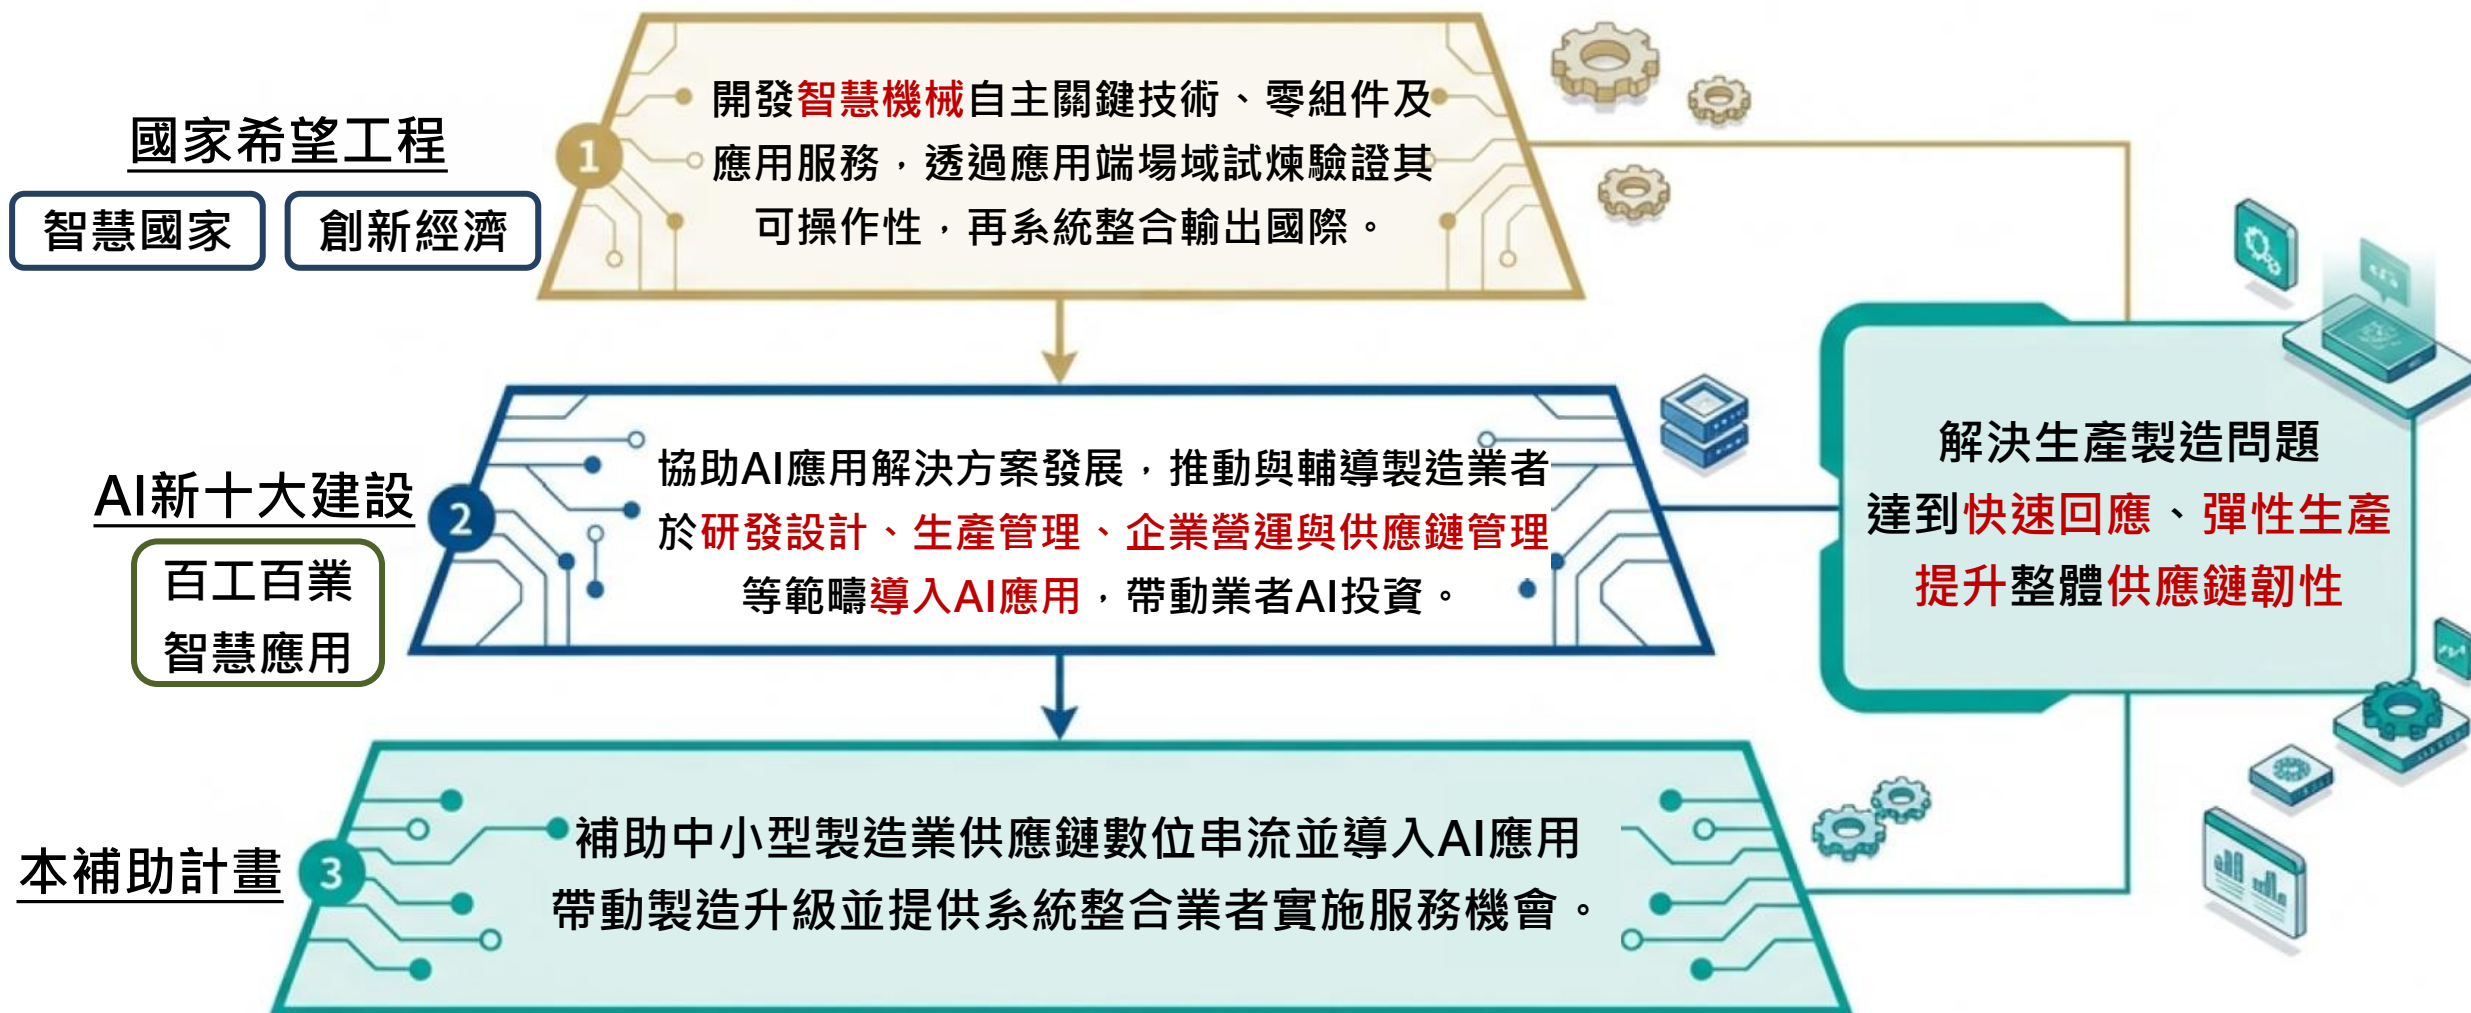 國家希望工程
智慧國家
創新經濟
1
開發智慧機械自主關鍵技術、零組件及
應用服務，透過應用端場域試煉驗證其
可操作性，再系統整合輸出國際。
AI新十大建設
百工百業
智慧應用
2
協助AI應用解決方案發展，推動與輔導製造業者
於研發設計、生產管理、企業營運與供應鏈管理
等範疇導入AI應用，帶動業者AI投資。
解決生產製造問題
達到快速回應、彈性生產
提升整體供應鏈韌性
本補助計畫
3
補助中小型製造業供應鏈數位串流並導入AI應用
帶動製造升級並提供系統整合業者實施服務機會。